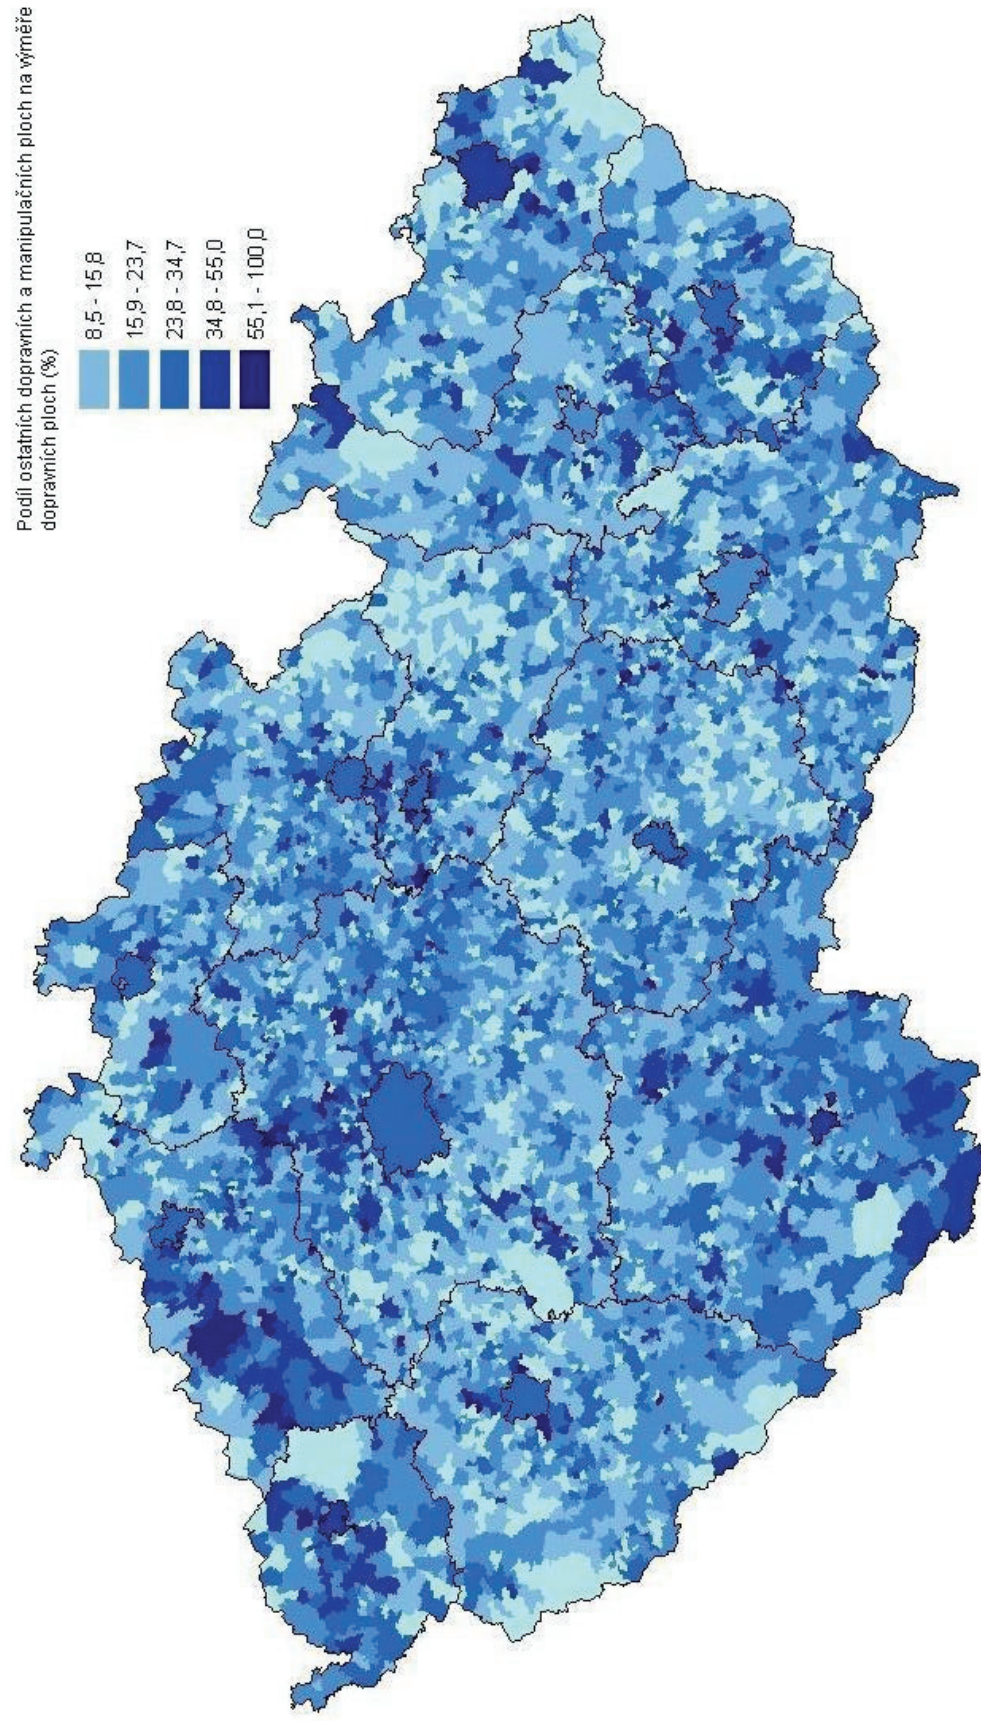 Podíl ostatních dopravních a manipulačních ploch na výměře
dopravních ploch (%)
8,5 - 15,8
15,9 - 23,7
23,8 - 34,7
34,8 - 55,0
55,1 - 100,0